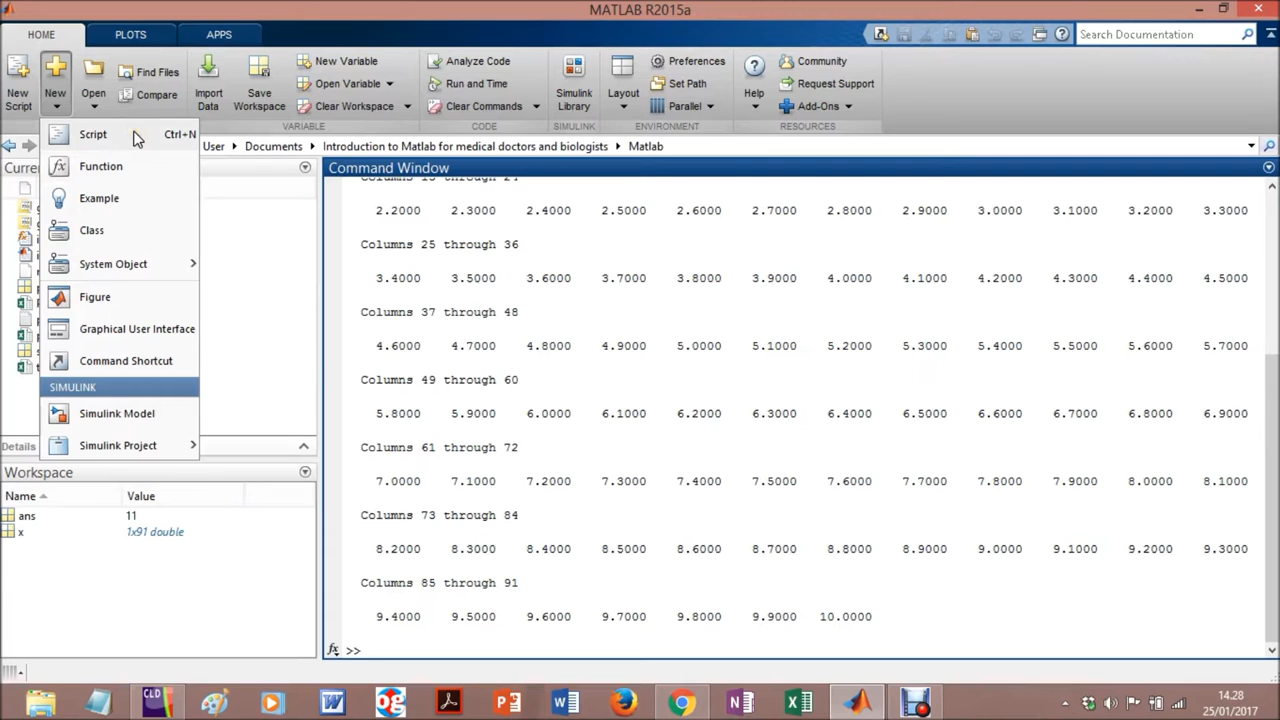 MATLAB R2015a
HOME
PLOTS
APPS
Search Documentation
New Script
New
Open
Find Files
Compare
Import Data
Save Workspace
New Variable
Open Variable
Clear Workspace
Analyze Code
Run and Time
Clear Commands
Simulink Library
Layout
Preferences
Set Path
Parallel
Help
Community
Request Support
Add-Ons
VARIABLE
CODE
SIMULINK
ENVIRONMENT
RESOURCES
User
Documents
Introduction to Matlab for medical doctors and biologists
Matlab
Script Ctrl+N
Function
Example
Class
System Object
Figure
Graphical User Interface
Command Shortcut
SIMULINK
Simulink Model
Simulink Project
Details
Workspace
Name Value
ans 11
x 1x91 double
Command Window
2.2000 2.3000 2.4000 2.5000 2.6000 2.7000 2.8000 2.9000 3.0000 3.1000 3.2000 3.3000
Columns 25 through 36
3.4000 3.5000 3.6000 3.7000 3.8000 3.9000 4.0000 4.1000 4.2000 4.3000 4.4000 4.5000
Columns 37 through 48
4.6000 4.7000 4.8000 4.9000 5.0000 5.1000 5.2000 5.3000 5.4000 5.5000 5.6000 5.7000
Columns 49 through 60
5.8000 5.9000 6.0000 6.1000 6.2000 6.3000 6.4000 6.5000 6.6000 6.7000 6.8000 6.9000
Columns 61 through 72
7.0000 7.1000 7.2000 7.3000 7.4000 7.5000 7.6000 7.7000 7.8000 7.9000 8.0000 8.1000
Columns 73 through 84
8.2000 8.3000 8.4000 8.5000 8.6000 8.7000 8.8000 8.9000 9.0000 9.1000 9.2000 9.3000
Columns 85 through 91
9.4000 9.5000 9.6000 9.7000 9.8000 9.9000 10.0000
fx >>
CLD
14.28
25/01/2017